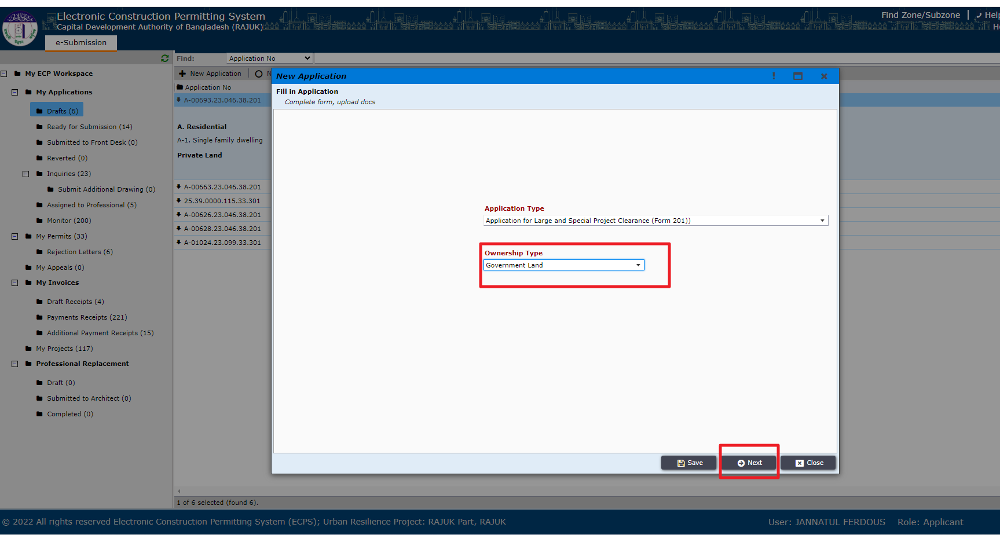 Electronic Construction Permitting System
Capital Development Authority of Bangladesh (RAJUK)
Find Zone/Subzone
Help
e-Submission
Find:
Application No
My ECP Workspace
My Applications
Drafts (6)
Ready for Submission (14)
Submitted to Front Desk (0)
Reverted (0)
Inquiries (23)
Submit Additional Drawing (0)
Assigned to Professional (5)
Monitor (200)
My Permits (33)
Rejection Letters (6)
My Appeals (0)
My Invoices
Draft Receipts (4)
Payments Receipts (221)
Additional Payment Receipts (15)
My Projects (117)
Professional Replacement
Draft (0)
Submitted to Architect (0)
Completed (0)
New Application
Application No
A-00693.23.046.38.201
A. Residential
A-1. Single family dwelling
Private Land
A-00663.23.046.38.201
25.39.0000.115.33.301
A-00626.23.046.38.201
A-00628.23.046.38.201
A-01024.23.099.33.301
New Application
Fill in Application
Complete form, upload docs
Application Type
Application for Large and Special Project Clearance (Form 201))
Ownership Type
Government Land
Save
Next
Close
1 of 6 selected (found 6).
© 2022 All rights reserved Electronic Construction Permitting System (ECPS); Urban Resilience Project: RAJUK Part, RAJUK
User: JANNATUL FERDOUS Role: Applicant